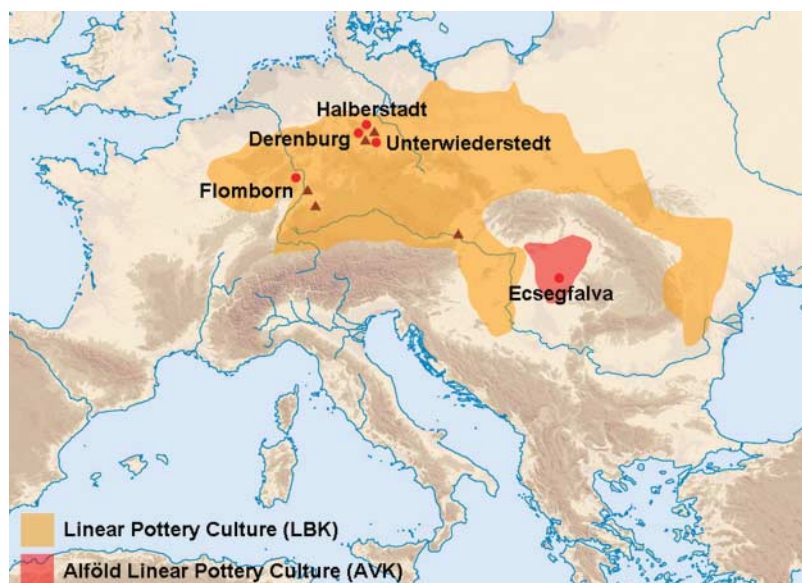 Halberstadt
Derenburg
Unterwiederstedt
Flomborn
Ecsegfalva
Linear Pottery Culture (LBK)
Alföld Linear Pottery Culture (AVK)